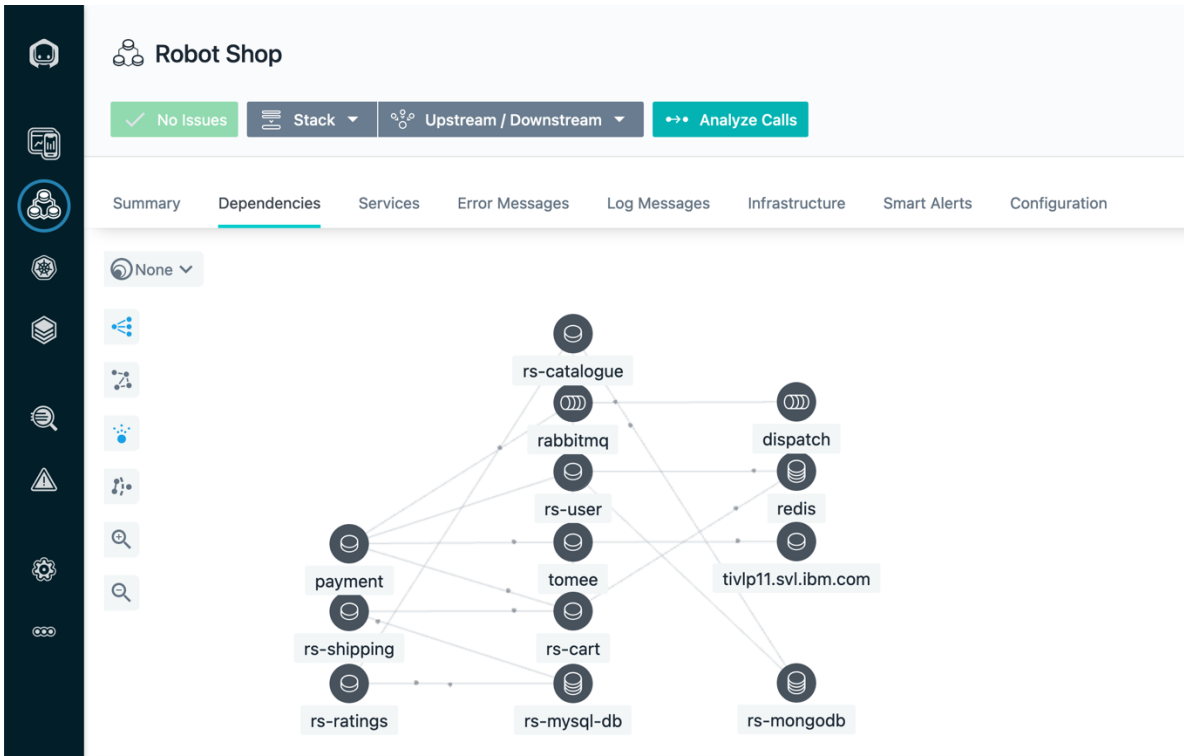 Robot Shop
No Issues
Stack
Upstream / Downstream
Analyze Calls
Summary
Dependencies
Services
Error Messages
Log Messages
Infrastructure
Smart Alerts
Configuration
None
rs-catalogue
rabbitmq
dispatch
rs-user
redis
payment
tomee
tivlp11.svl.ibm.com
rs-shipping
rs-cart
rs-ratings
rs-mysql-db
rs-mongodb